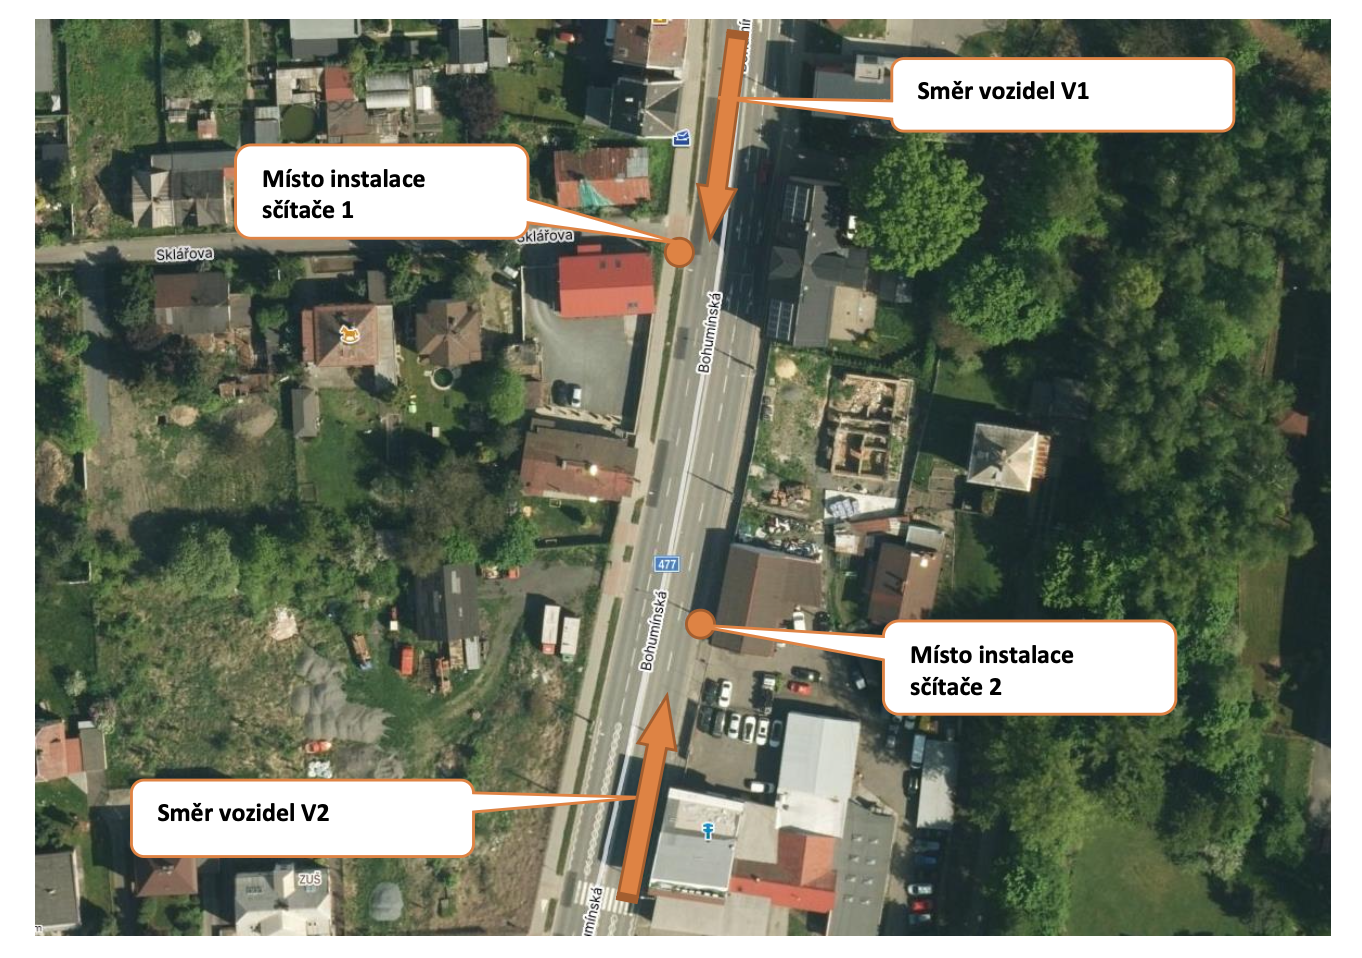 Směr vozidel V1
Místo instalace
sčítače 1
Sklářova
Sklářova
Bohumínská
477
Bohumínská
Místo instalace
sčítače 2
Směr vozidel V2
ZUŠ